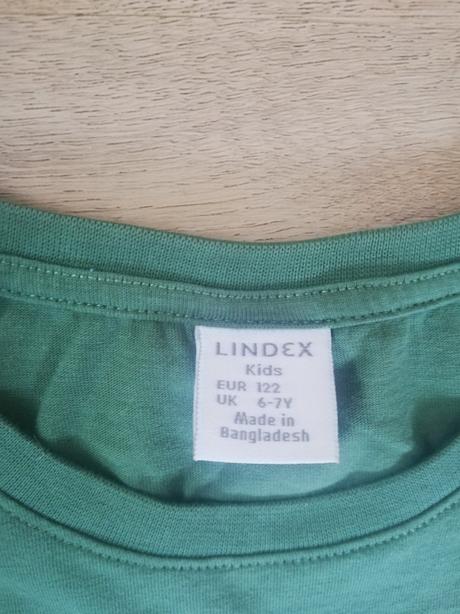 LINDEX
Kids
EUR 122
UK 6-7Y
Made in
Bangladesh